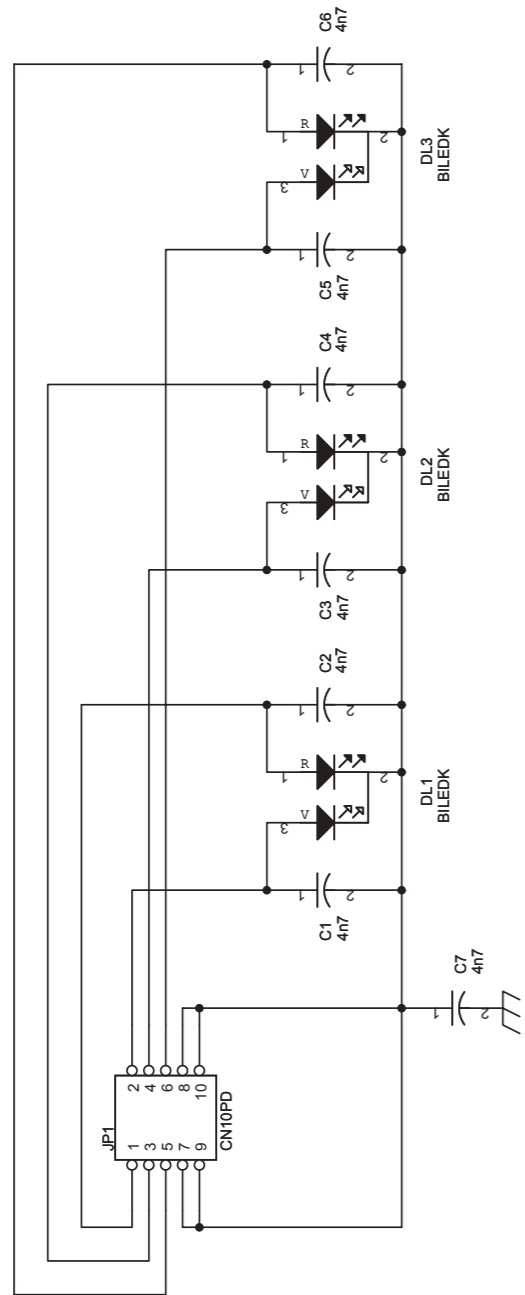 C6
4n7
1
2
R
1
2
V
3
DL3
BILEDK
1
2
C5
4n7
C4
4n7
1
2
R
1
2
V
3
DL2
BILEDK
1
2
C3
4n7
C2
4n7
1
2
R
1
2
V
3
DL1
BILEDK
1
2
C1
4n7
C7
4n7
1
2
JP1
1 2
3 4
5 6
7 8
9 10
CN10PD